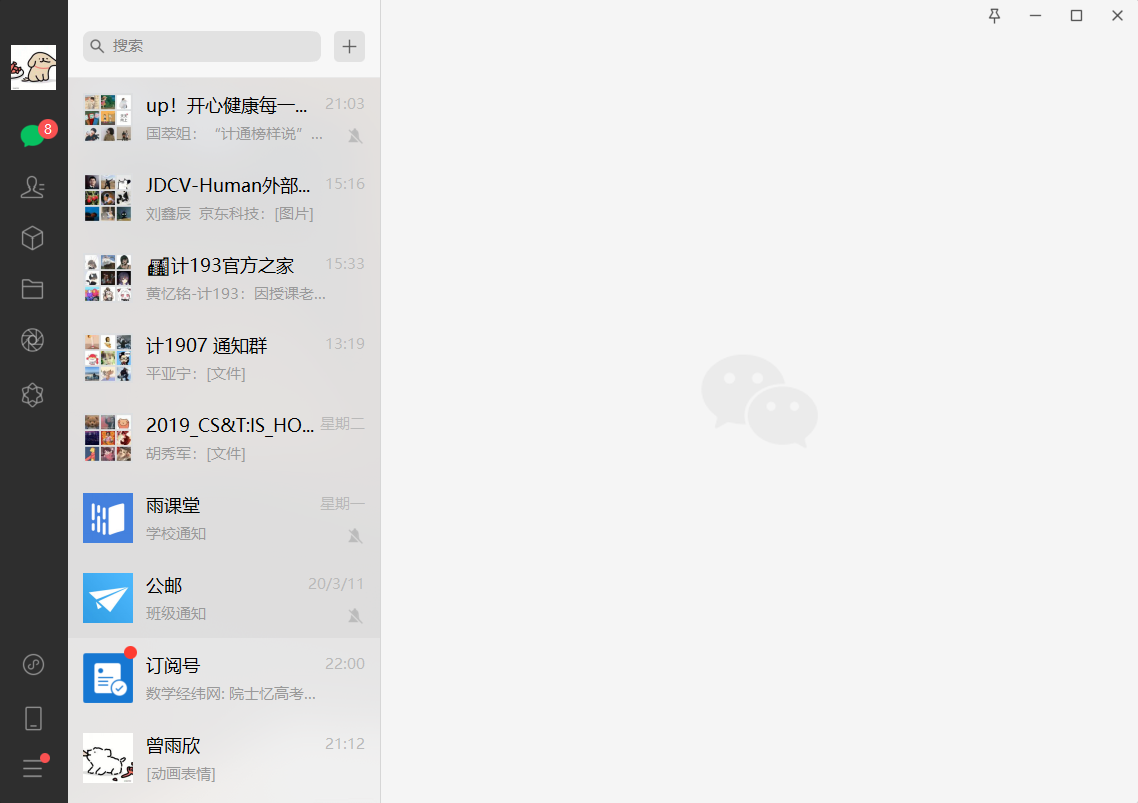 搜索
8
up！开心健康每一... 21:03
国萃姐：“计通榜样说”...
JDCV-Human外部... 15:16
刘鑫辰 京东科技：[图片]
计193官方之家 15:33
黄忆铭-计193：因授课老...
计1907 通知群 13:19
平亚宁：[文件]
2019_CS&T:IS_HO... 星期二
胡秀军：[文件]
雨课堂 星期一
学校通知
公邮 20/3/11
班级通知
订阅号 22:00
数学经纬网: 院士忆高考...
曾雨欣 21:12
[动画表情]